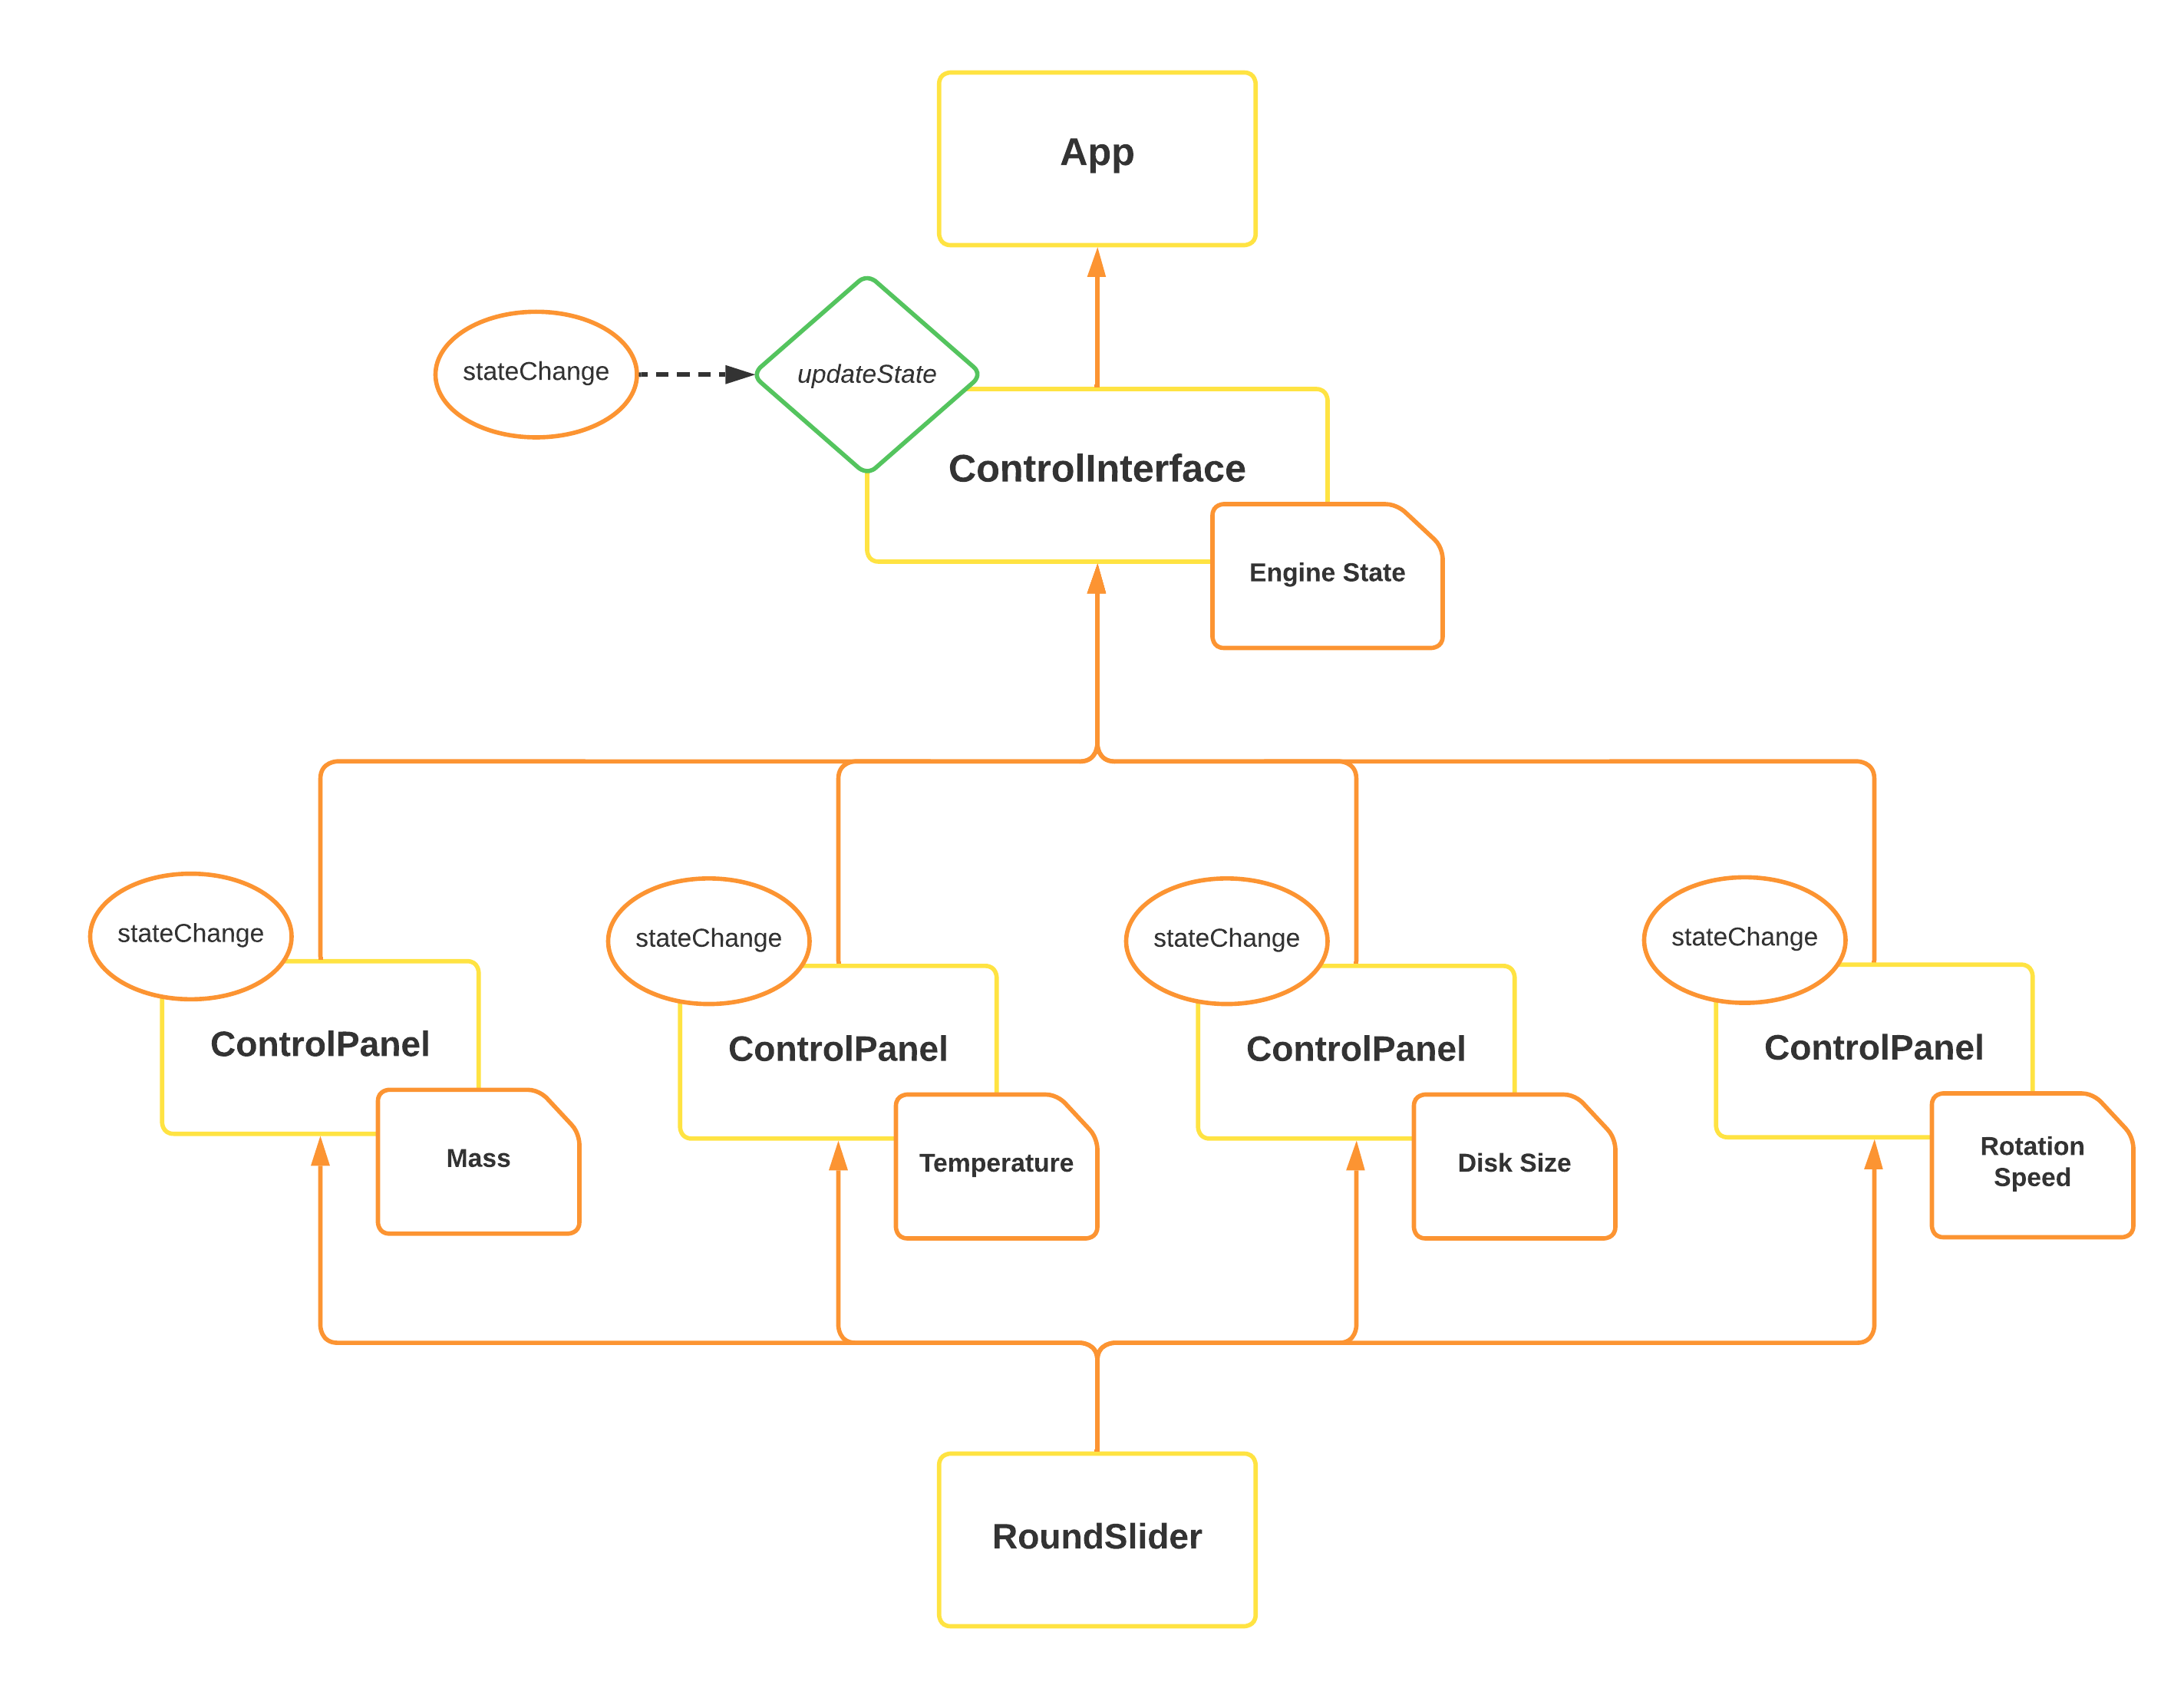 App
stateChange
updateState
ControlInterface
Engine State
stateChange
stateChange
stateChange
stateChange
ControlPanel
ControlPanel
ControlPanel
ControlPanel
Mass
Temperature
Disk Size
Rotation
Speed
RoundSlider